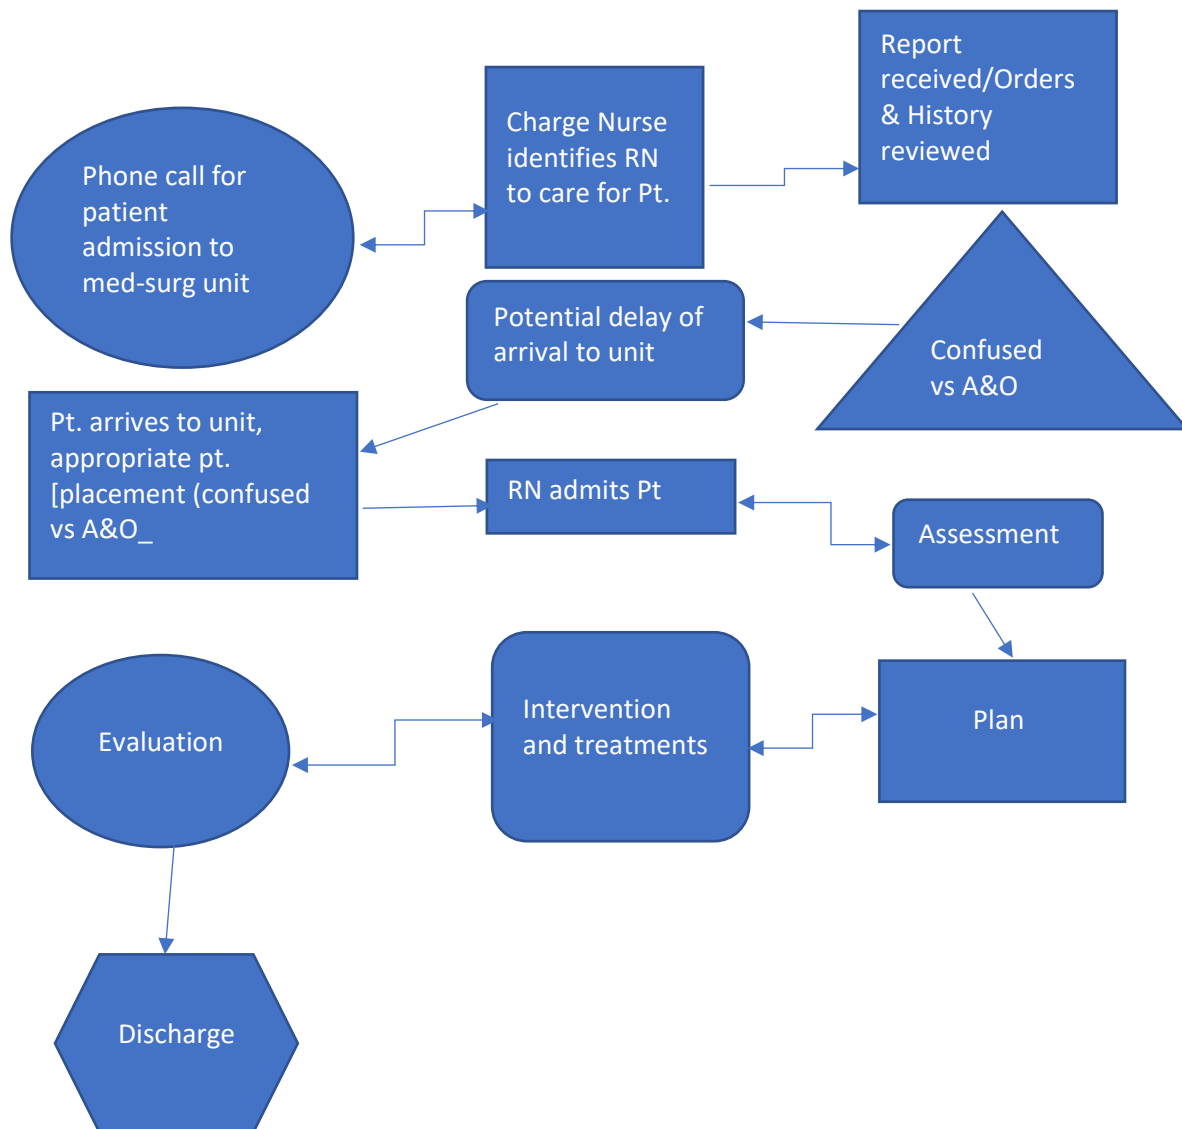 Phone call for
patient
admission to
med-surg unit
Charge Nurse
identifies RN
to care for Pt.
Report
received/Orders
& History
reviewed
Confused
vs A&O
Potential delay of
arrival to unit
Pt. arrives to unit,
appropriate pt.
[placement (confused
vs A&O_
RN admits Pt
Assessment
Plan
Intervention
and treatments
Evaluation
Discharge